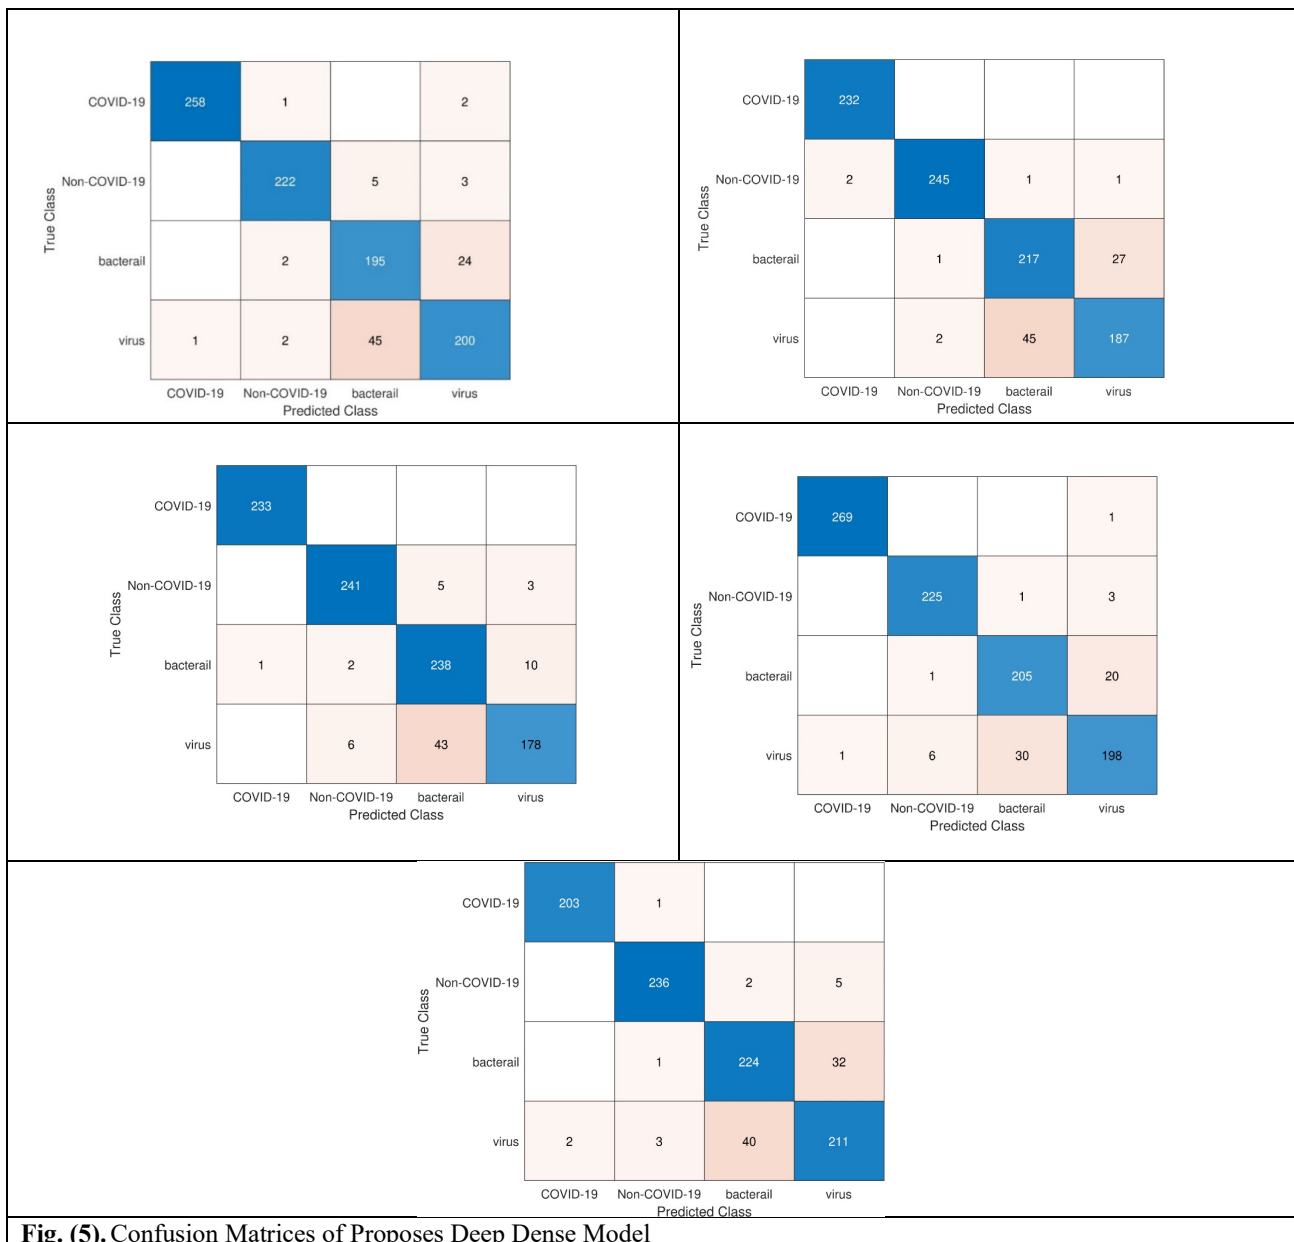 COVID-19 258 1 2
Non-COVID-19 222 5 3
bacterail 2 195 24
virus 1 2 45 200
True Class
COVID-19 Non-COVID-19 bacterail virus
Predicted Class
COVID-19 232
Non-COVID-19 2 245 1 1
bacterail 1 217 27
virus 2 45 187
True Class
COVID-19 Non-COVID-19 bacterail virus
Predicted Class
COVID-19 233
Non-COVID-19 241 5 3
bacterail 1 2 238 10
virus 6 43 178
True Class
COVID-19 Non-COVID-19 bacterail virus
Predicted Class
COVID-19 269 1
Non-COVID-19 225 1 3
bacterail 1 205 20
virus 1 6 30 198
True Class
COVID-19 Non-COVID-19 bacterail virus
Predicted Class
COVID-19 203 1
Non-COVID-19 236 2 5
bacterail 1 224 32
virus 2 3 40 211
True Class
COVID-19 Non-COVID-19 bacterail virus
Predicted Class
Fig. (5). Confusion Matrices of Proposes Deep Dense Model